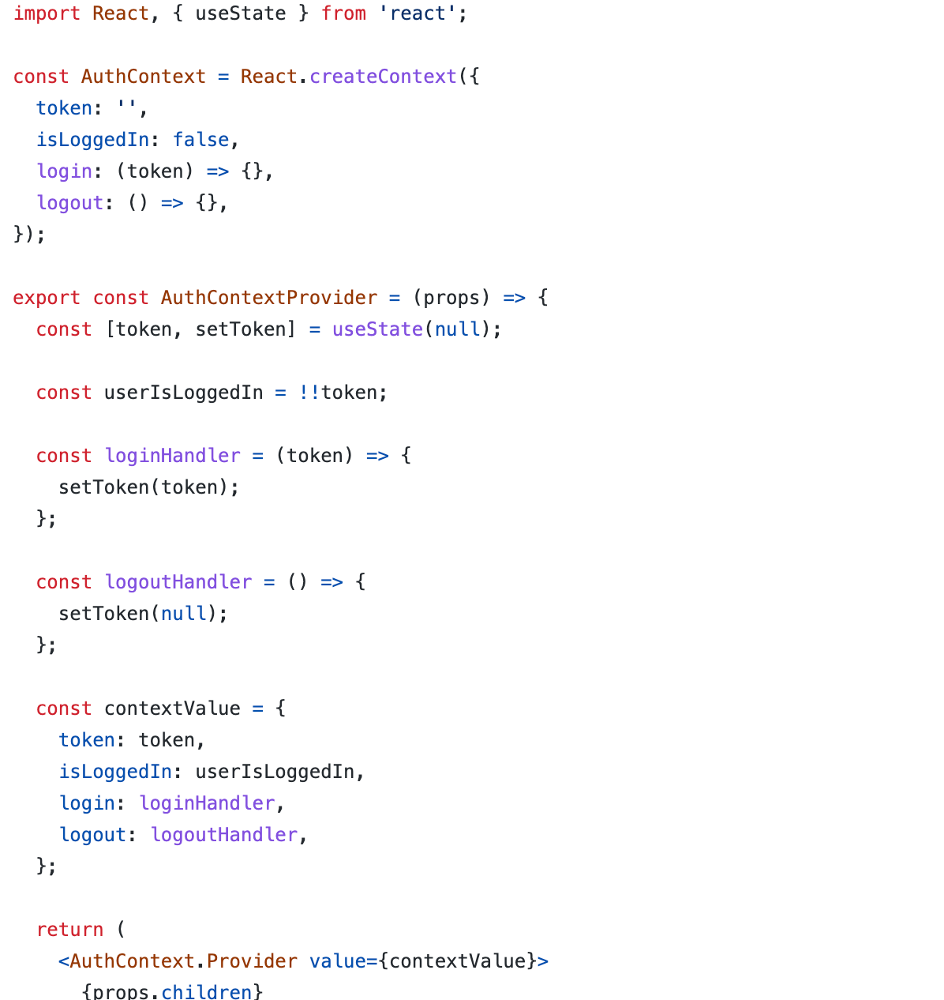 import React, { useState } from 'react';

const AuthContext = React.createContext({
  token: '',
  isLoggedIn: false,
  login: (token) => {},
  logout: () => {},
});

export const AuthContextProvider = (props) => {
  const [token, setToken] = useState(null);

  const userIsLoggedIn = !!token;

  const loginHandler = (token) => {
    setToken(token);
  };

  const logoutHandler = () => {
    setToken(null);
  };

  const contextValue = {
    token: token,
    isLoggedIn: userIsLoggedIn,
    login: loginHandler,
    logout: logoutHandler,
  };

  return (
    <AuthContext.Provider value={contextValue}>
      {props.children}